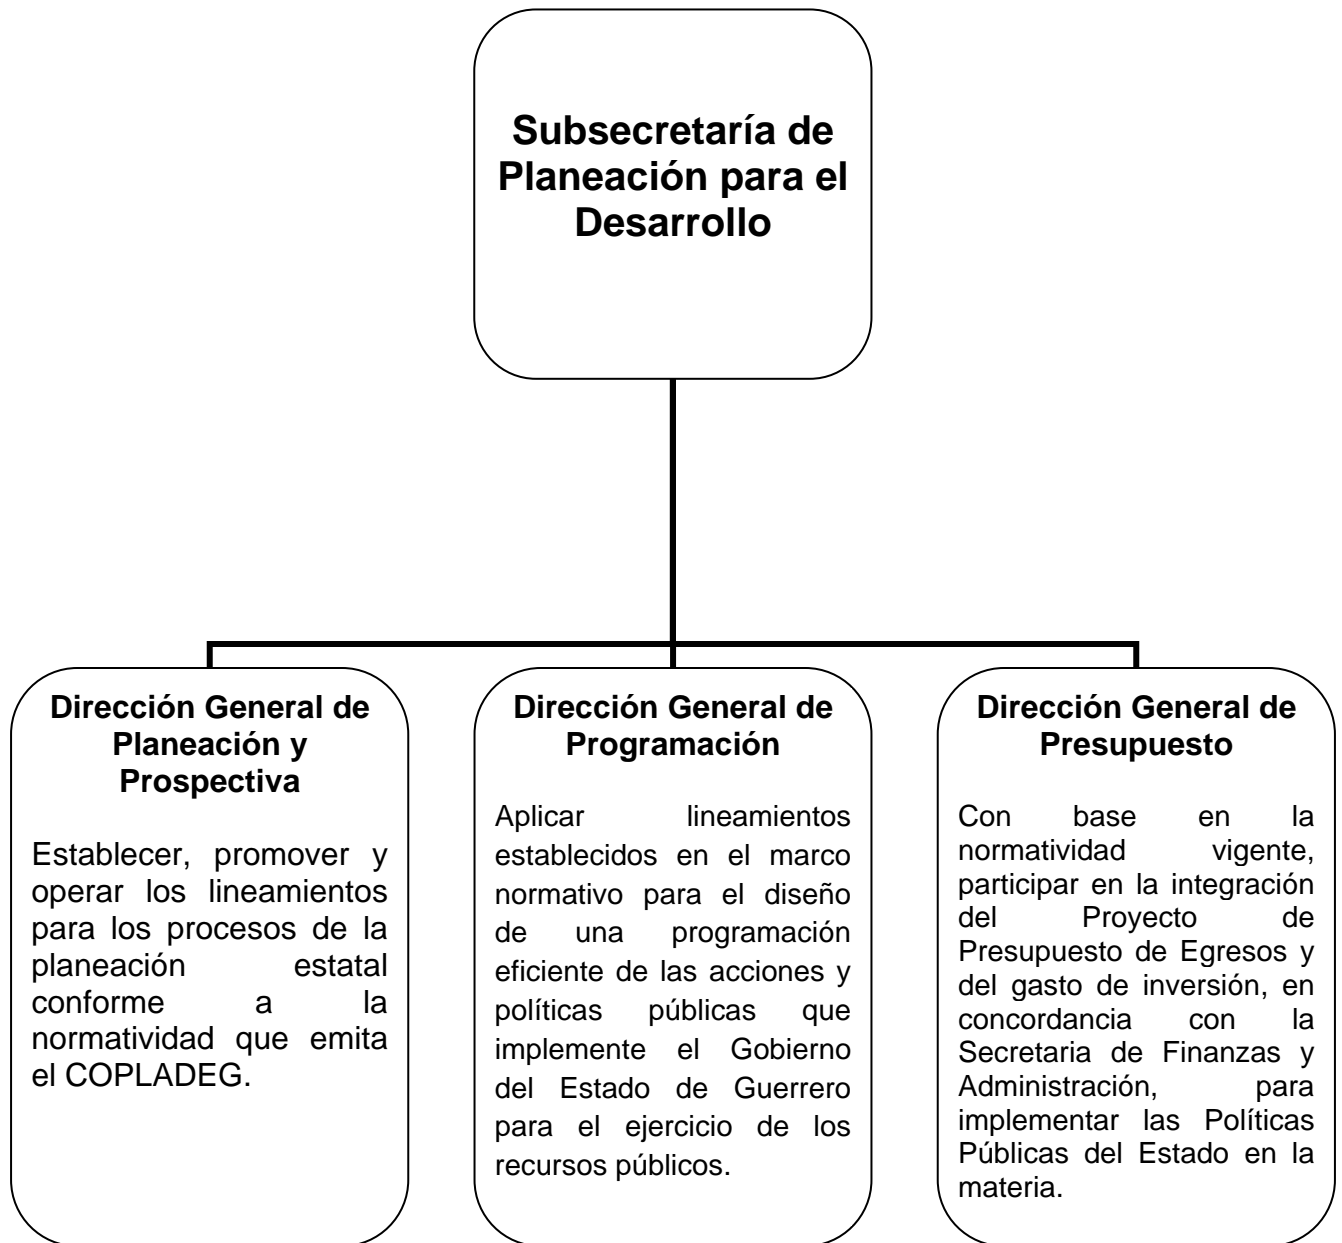 Subsecretaría de
Planeación para el
Desarrollo
Dirección General de
Planeación y
Prospectiva
Establecer, promover y
operar los lineamientos
para los procesos de la
planeación estatal
conforme a la
normatividad que emita
el COPLADEG.
Dirección General de
Programación
Aplicar lineamientos
establecidos en el marco
normativo para el diseño
de una programación
eficiente de las acciones y
políticas públicas que
implemente el Gobierno
del Estado de Guerrero
para el ejercicio de los
recursos públicos.
Dirección General de
Presupuesto
Con base en la
normatividad vigente,
participar en la integración
del Proyecto de
Presupuesto de Egresos y
del gasto de inversión, en
concordancia con la
Secretaria de Finanzas y
Administración, para
implementar las Políticas
Públicas del Estado en la
materia.